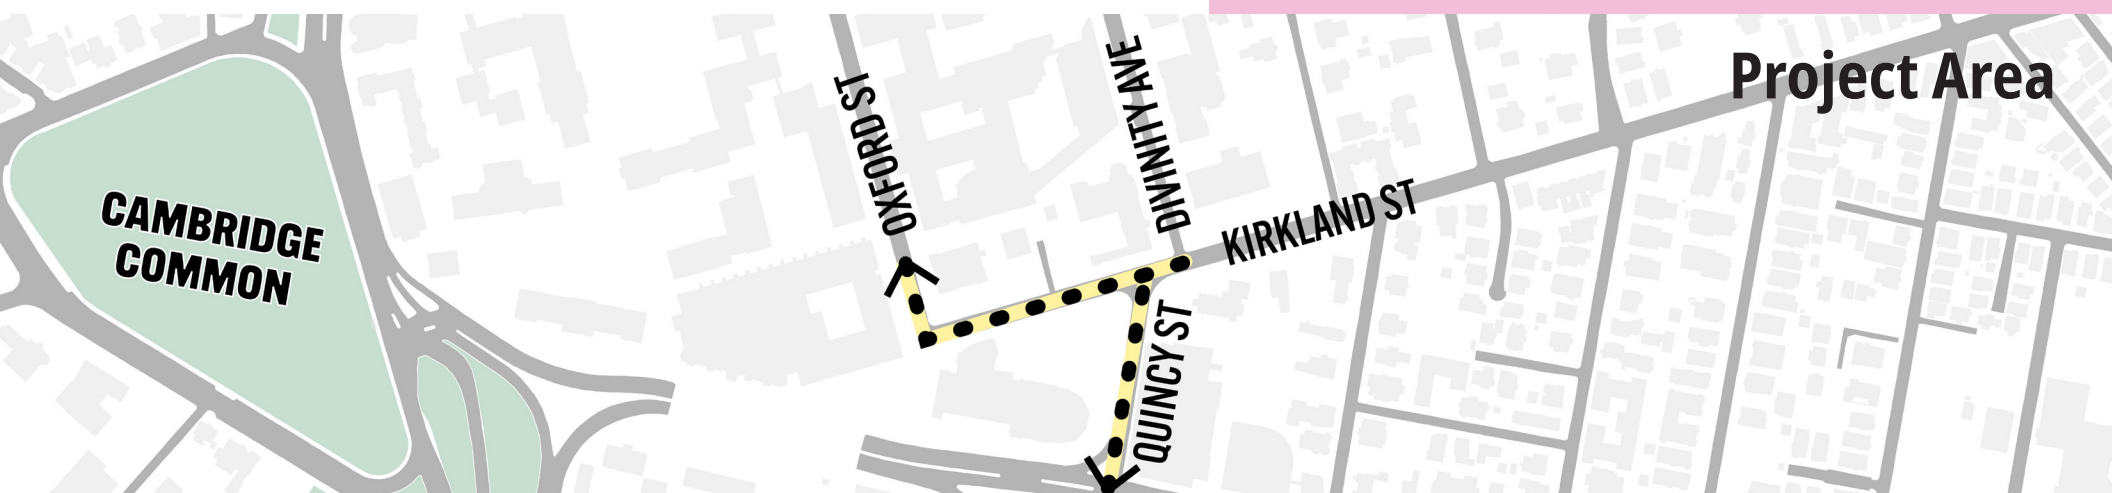 Project Area
OXFORD ST
DIVINITY AVE
CAMBRIDGE
COMMON
KIRKLAND ST
QUINCY ST